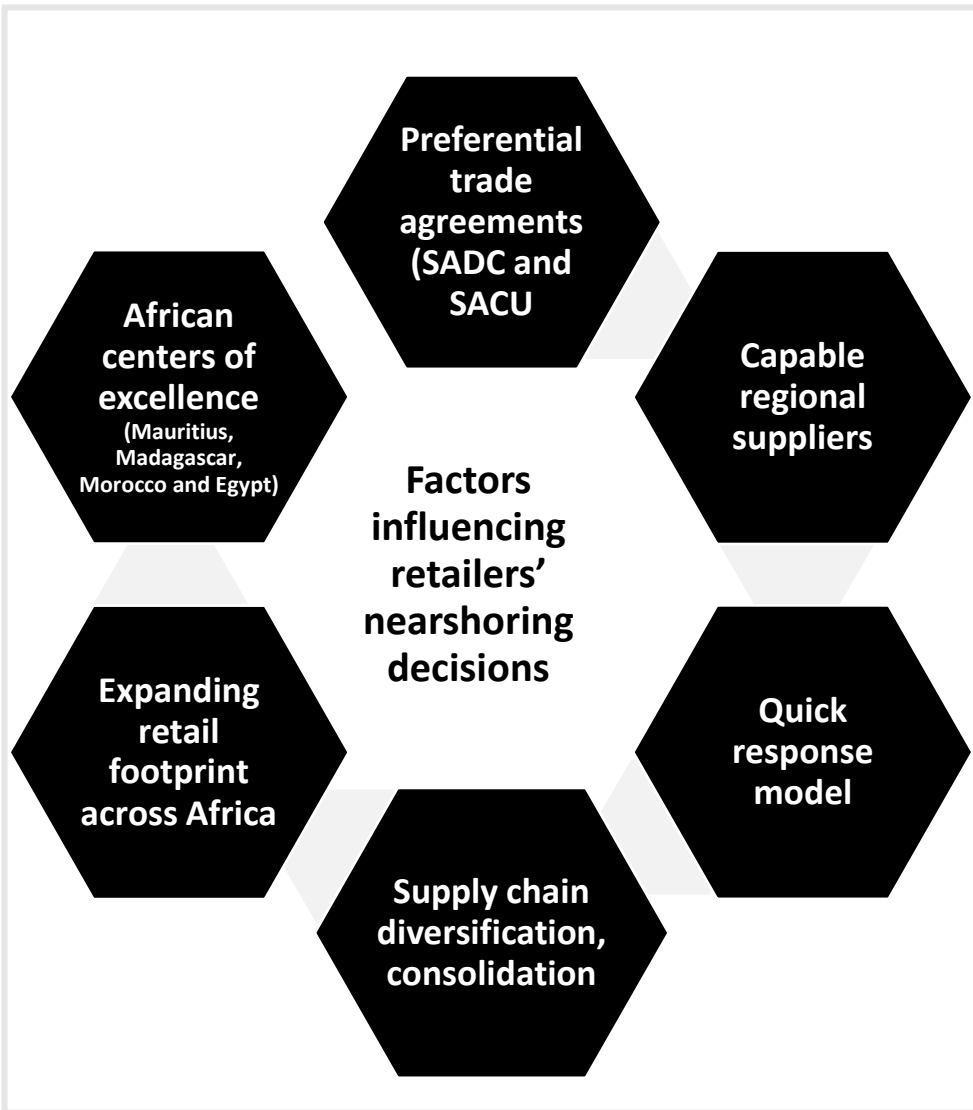 Preferential
trade
agreements
(SADC and
SACU
Capable
regional
suppliers
Quick
response
model
Supply chain
diversification,
consolidation
Expanding
retail
footprint
across Africa
African
centers of
excellence
(Mauritius,
Madagascar,
Morocco and Egypt)
Factors
influencing
retailers’
nearshoring
decisions